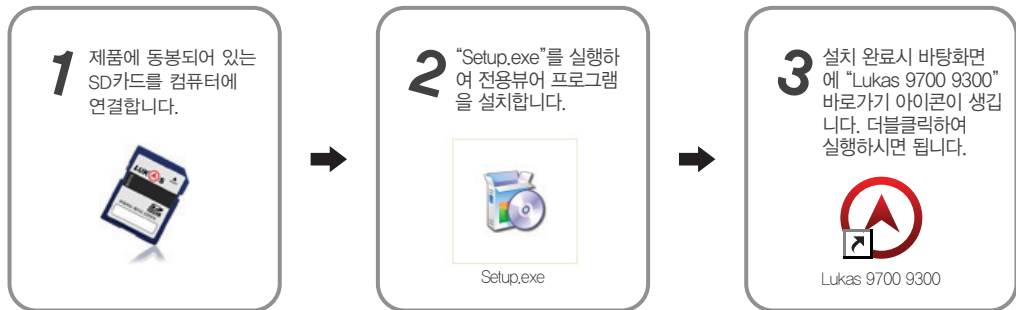 1
제품에 동봉되어 있는
SD카드를 컴퓨터에
연결합니다.
LUKAS
2
“Setup.exe”를 실행하
여 전용뷰어 프로그램
을 설치합니다.
Setup.exe
3
설치 완료시 바탕화면
에 “Lukas 9700 9300”
바로가기 아이콘이 생깁
니다. 더블클릭하여
실행하시면 됩니다.
Lukas 9700 9300